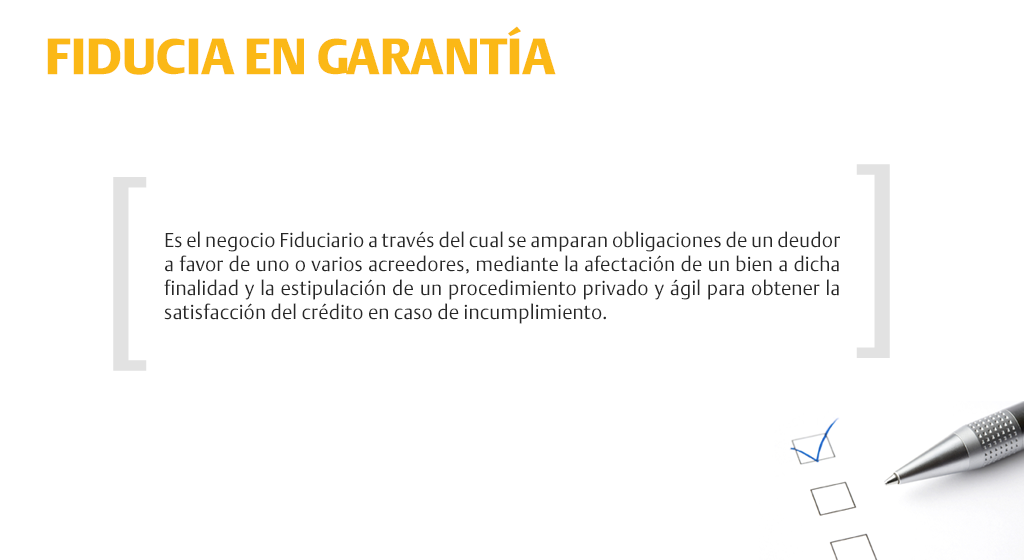 FIDUCIA EN GARANTÍA
Es el negocio Fiduciario a través del cual se amparan obligaciones de un deudor
a favor de uno o varios acreedores, mediante la afectación de un bien a dicha
finalidad y la estipulación de un procedimiento privado y ágil para obtener la
satisfacción del crédito en caso de incumplimiento.